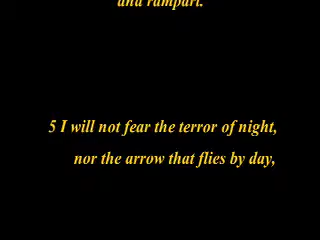 and rampart.
5 I will not fear the terror of night,
nor the arrow that flies by day,